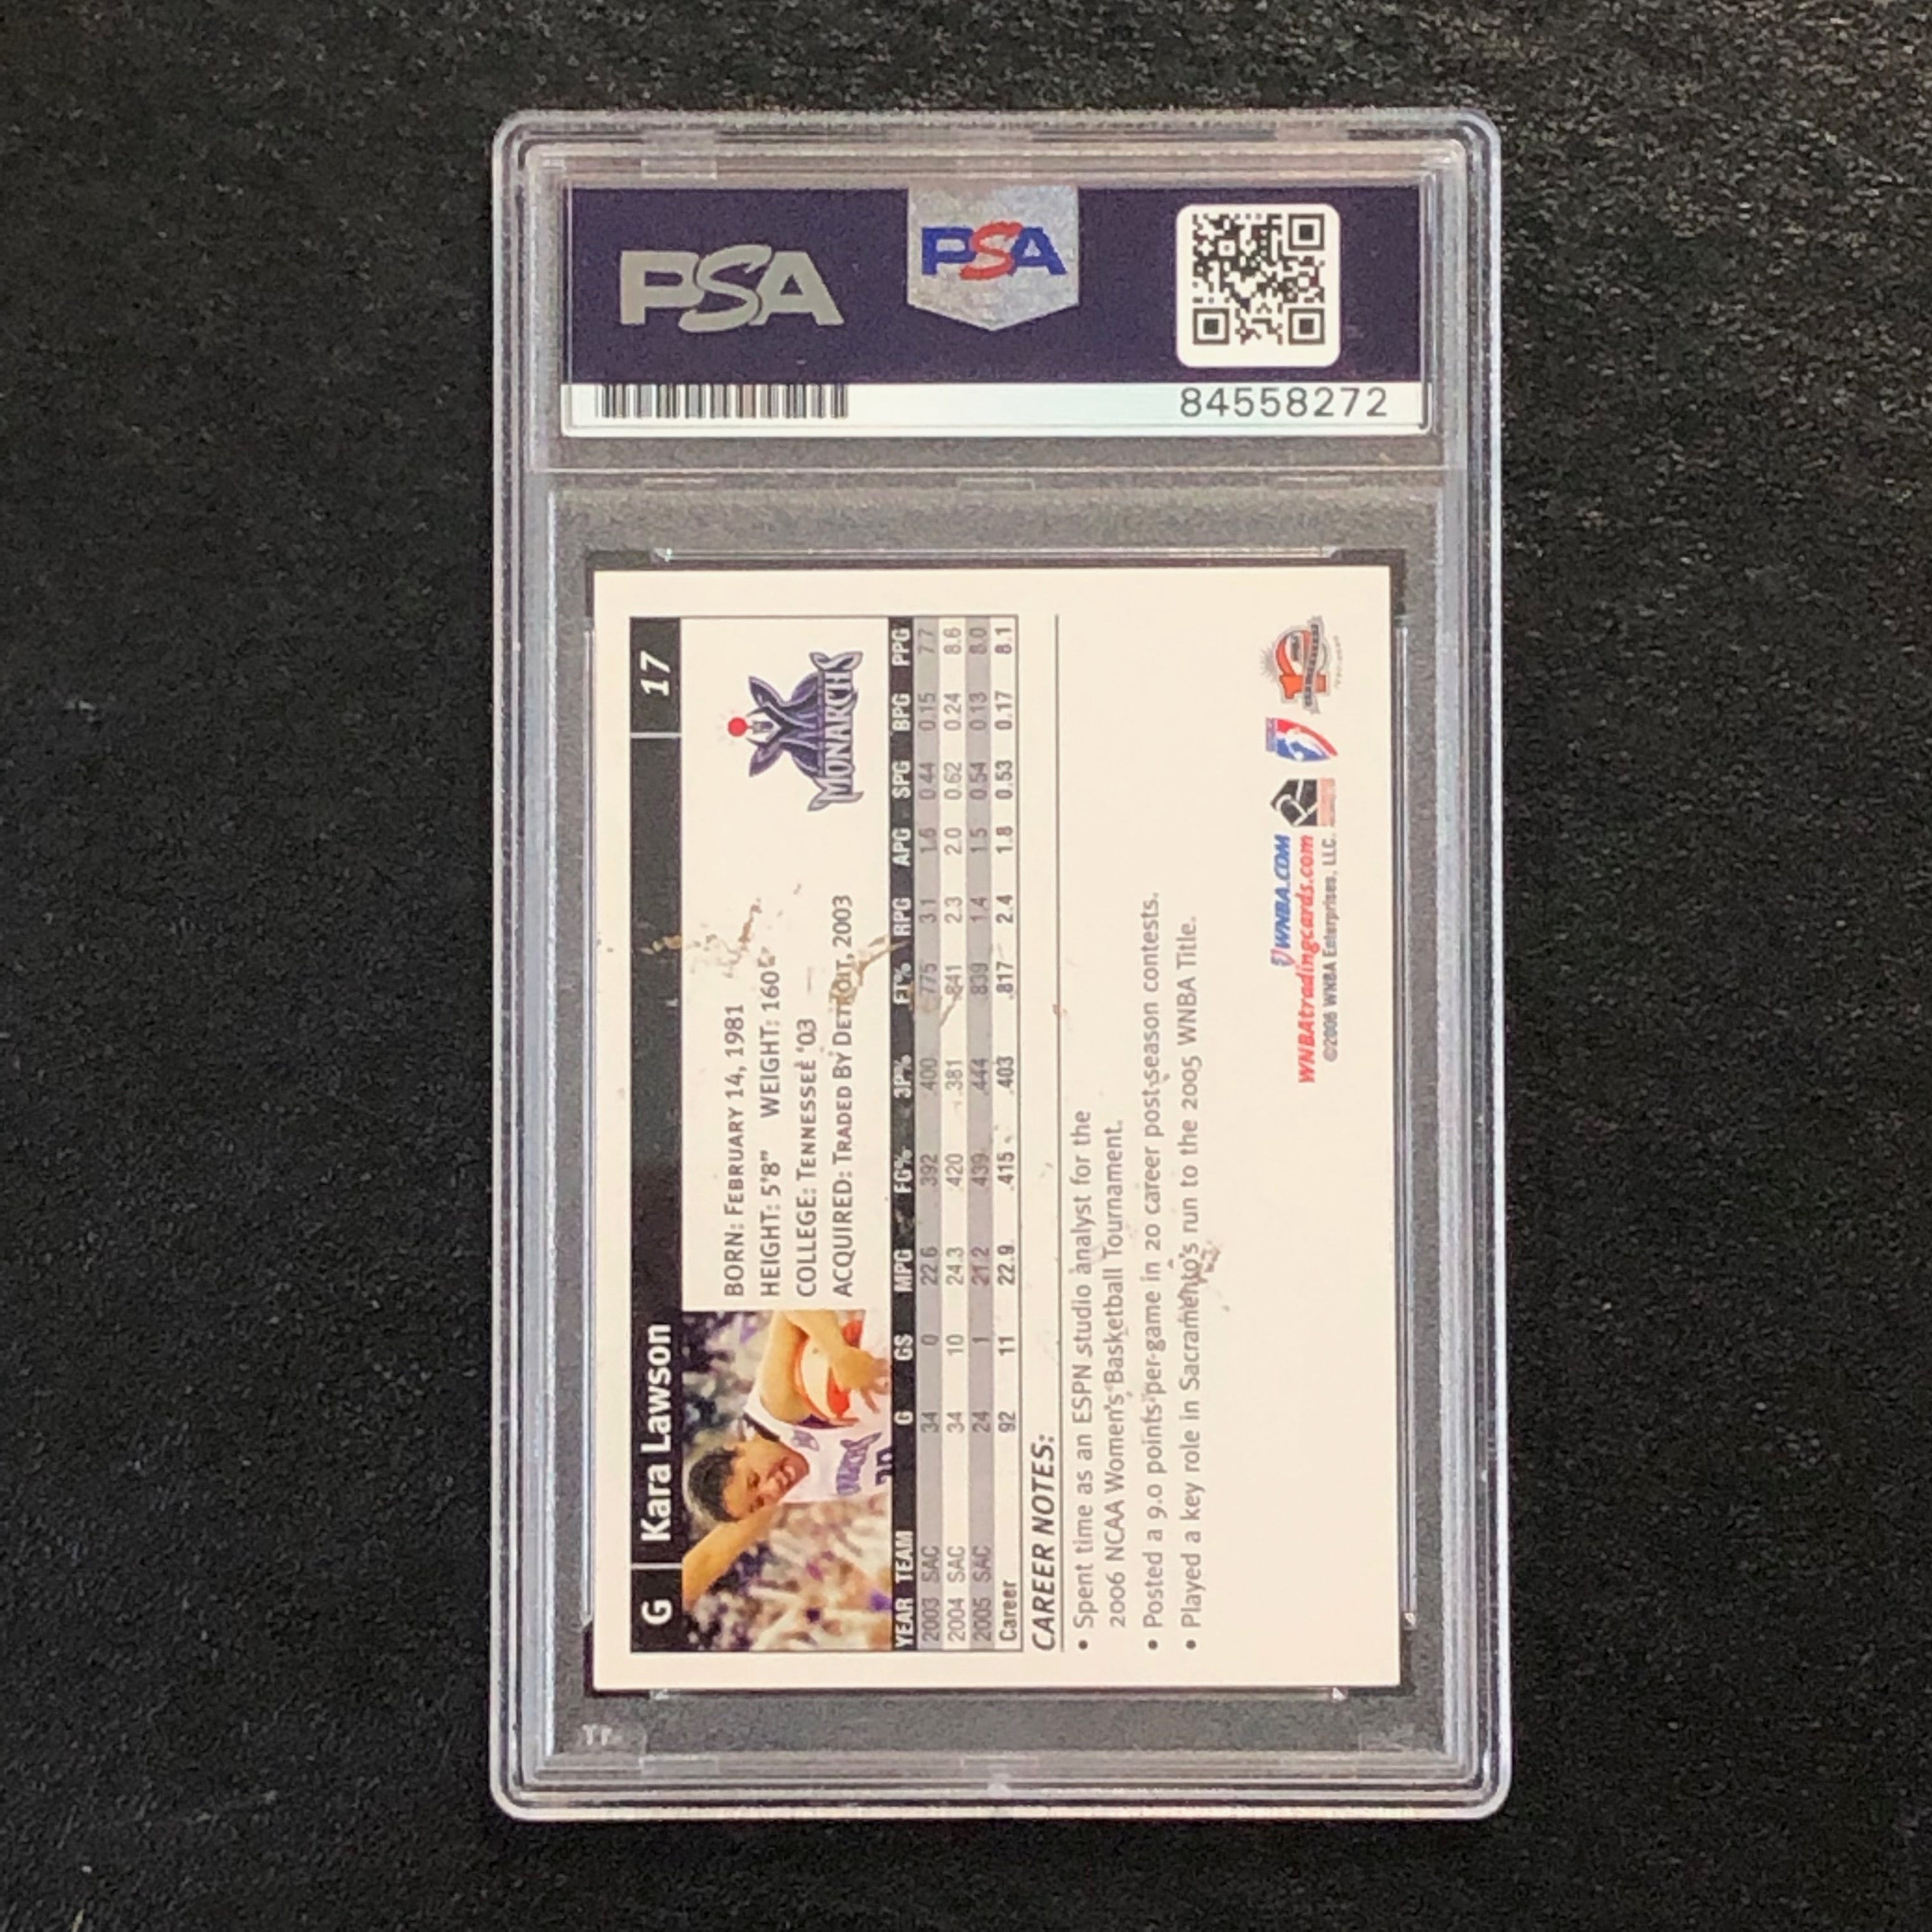 PSA
PSA
84558272
G Kara Lawson 17
BORN: FEBRUARY 14, 1981
HEIGHT: 5'8" WEIGHT: 160
COLLEGE: TENNESSEE '03
ACQUIRED: TRADED BY DETROIT, 2003
MONARCHS
YEAR TEAM G GS MPG FG% 3P% FT% RPG APG SPG BPG PPG
2003 SAC 34 0 22.6 .392 .400 .775 3.1 1.6 0.44 0.15 7.7
2004 SAC 34 10 24.3 .420 .381 .841 2.3 2.0 0.62 0.24 8.6
2005 SAC 24 1 21.2 .439 .444 .839 1.4 1.5 0.54 0.13 8.0
Career 92 11 22.9 .415 .403 .817 2.4 1.8 0.53 0.17 8.1
CAREER NOTES:
• Spent time as an ESPN studio analyst for the
2006 NCAA Women's Basketball Tournament.
• Posted a 9.0 points-per-game in 20 career post-season contests.
• Played a key role in Sacramento's run to the 2005 WNBA Title.
WNBA.COM
WNBAtradingcards.com
©2006 WNBA Enterprises, LLC.